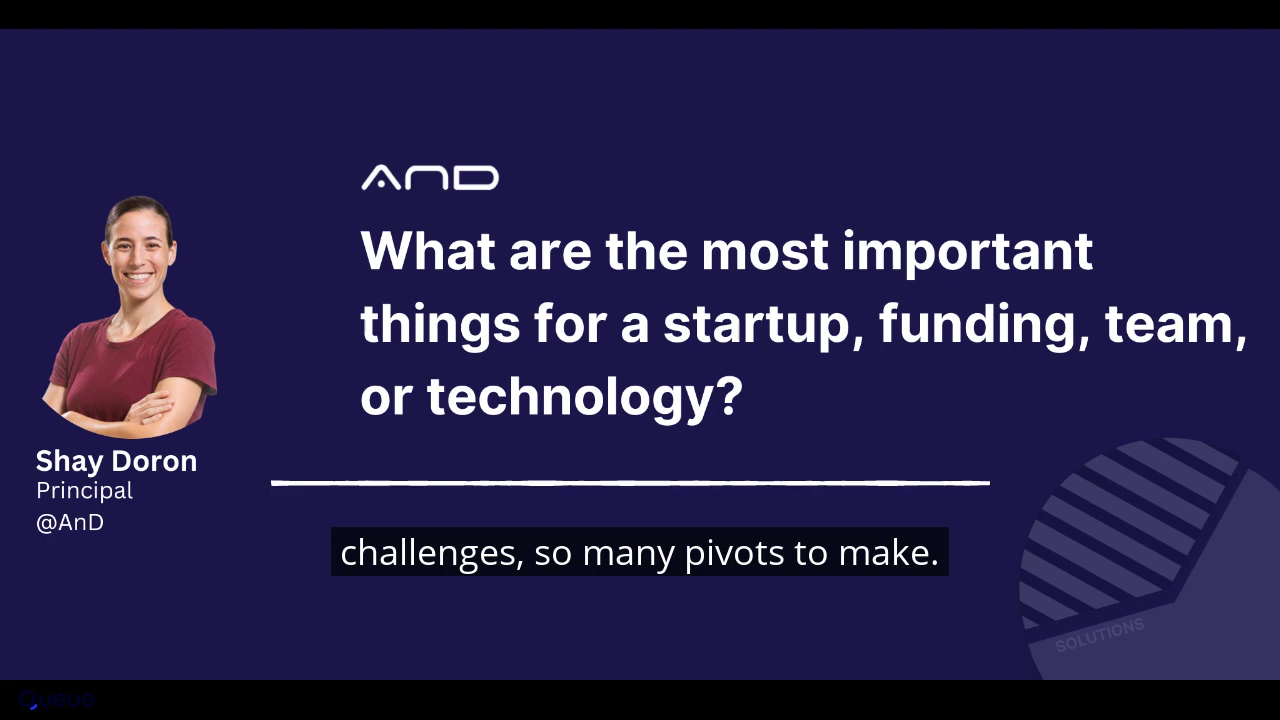 AND
What are the most important
things for a startup, funding, team,
or technology?
Shay Doron
Principal
@AnD
challenges, so many pivots to make.
SOLUTIONS
Queue